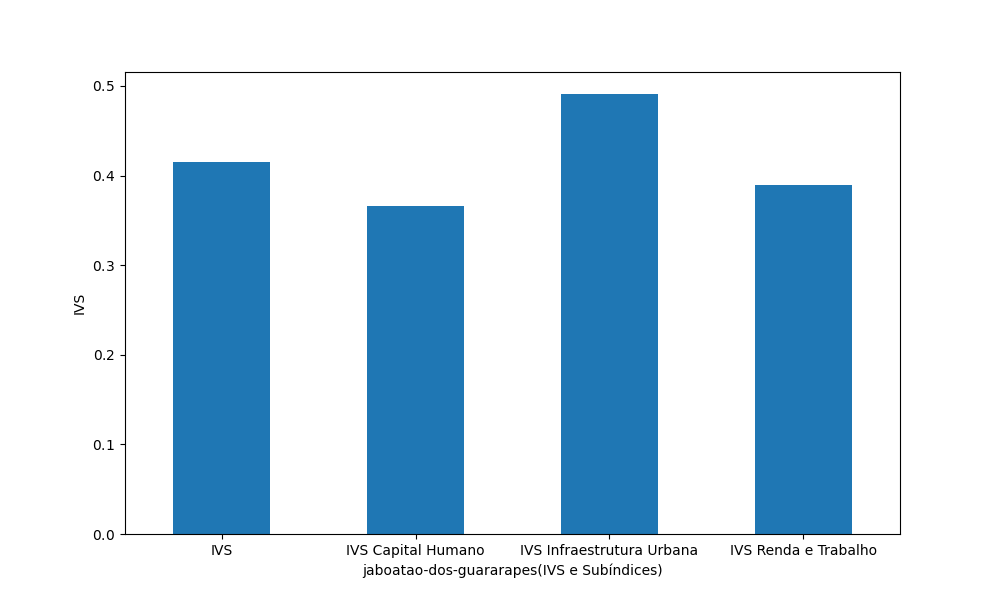 0.5
0.4
0.3
0.2
0.1
0.0
IVS
IVS IVS Capital Humano IVS Infraestrutura Urbana IVS Renda e Trabalho
jaboatao-dos-guararapes(IVS e Subíndices)